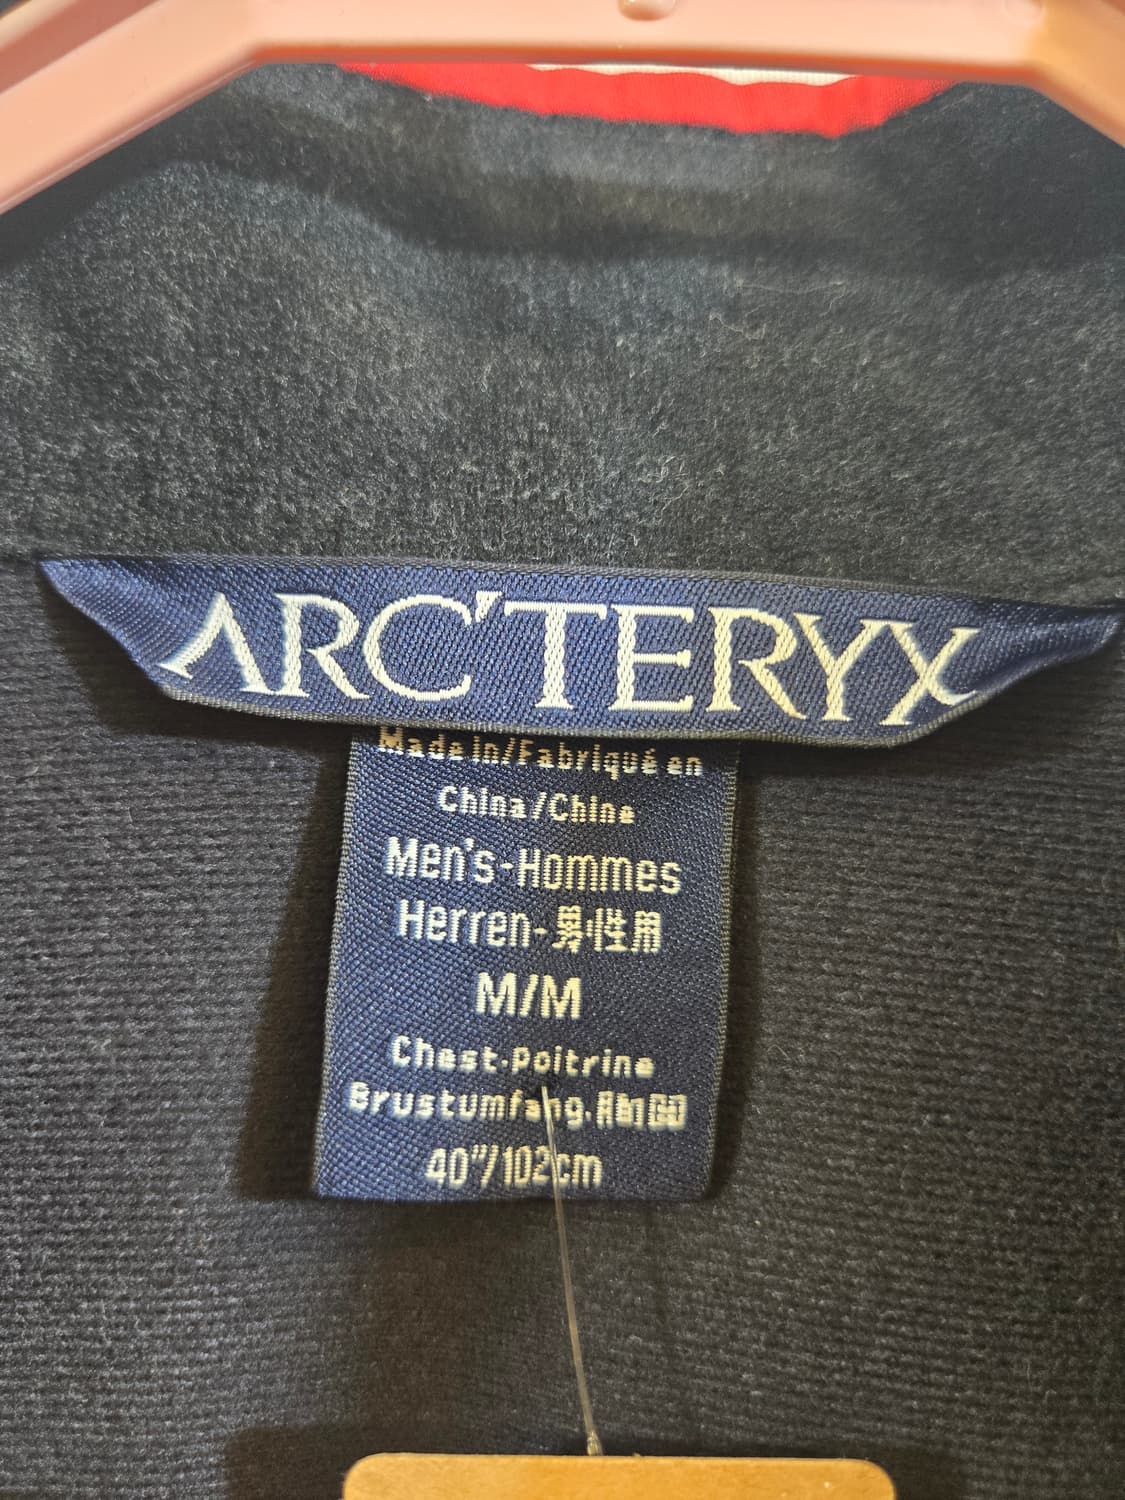 ARC'TERYX
Made in/Fabriqué en
China/Chine
Men's-Hommes
Herren-男性用
M/M
Chest-Poitrine
Brustumfang-胸囲
40"/102cm